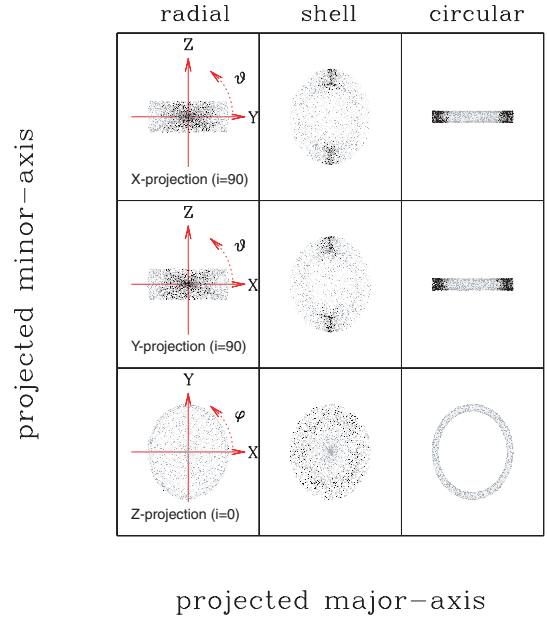 radial shell circular
Z
ϑ
Y
X-projection (i=90)
Z
ϑ
X
Y-projection (i=90)
Y
φ
X
Z-projection (i=0)
projected minor-axis
projected major-axis